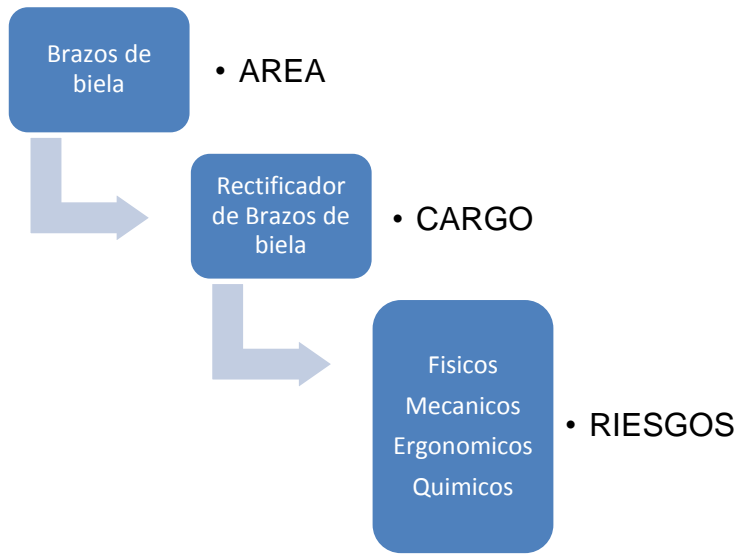 Brazos de
biela
• AREA
Rectificador
de Brazos de
biela
• CARGO
Fisicos
Mecanicos
Ergonomicos
Quimicos
• RIESGOS